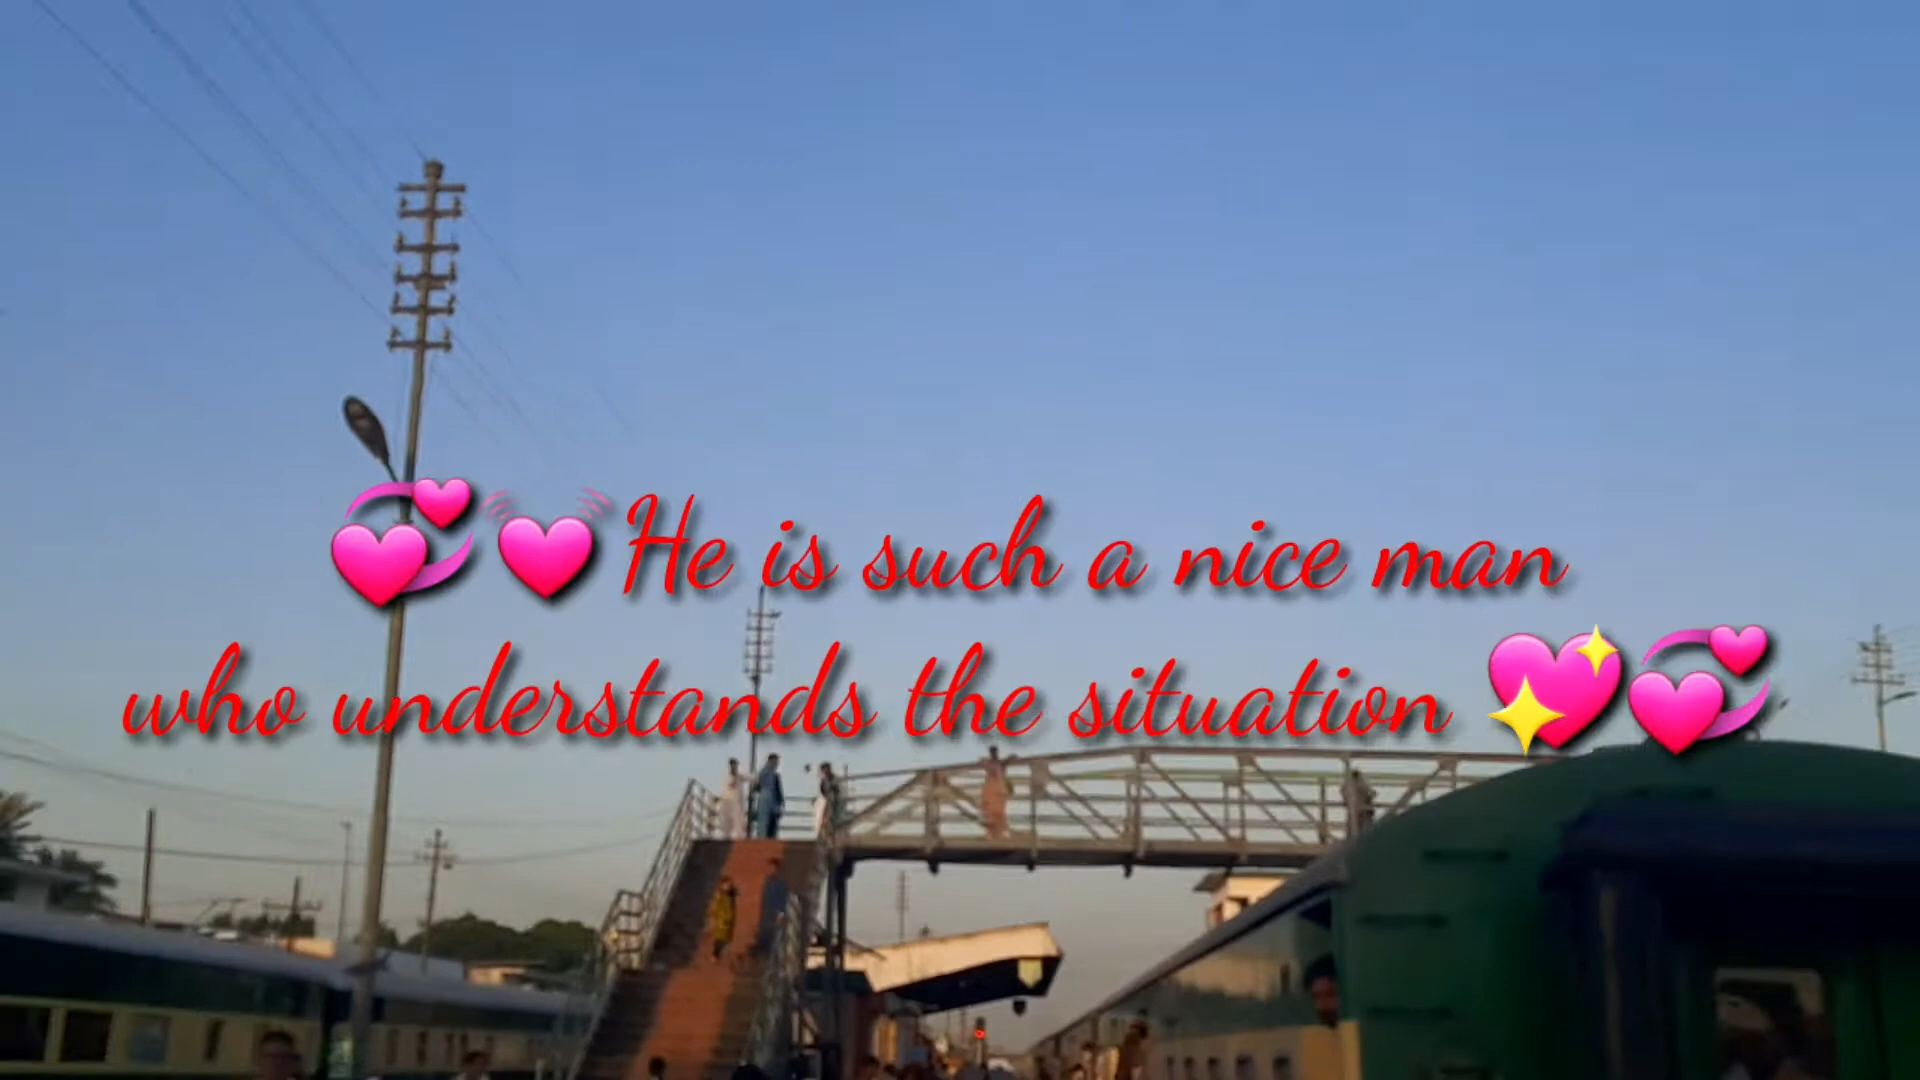 💞💓He is such a nice man
who understands the situation 💖💞